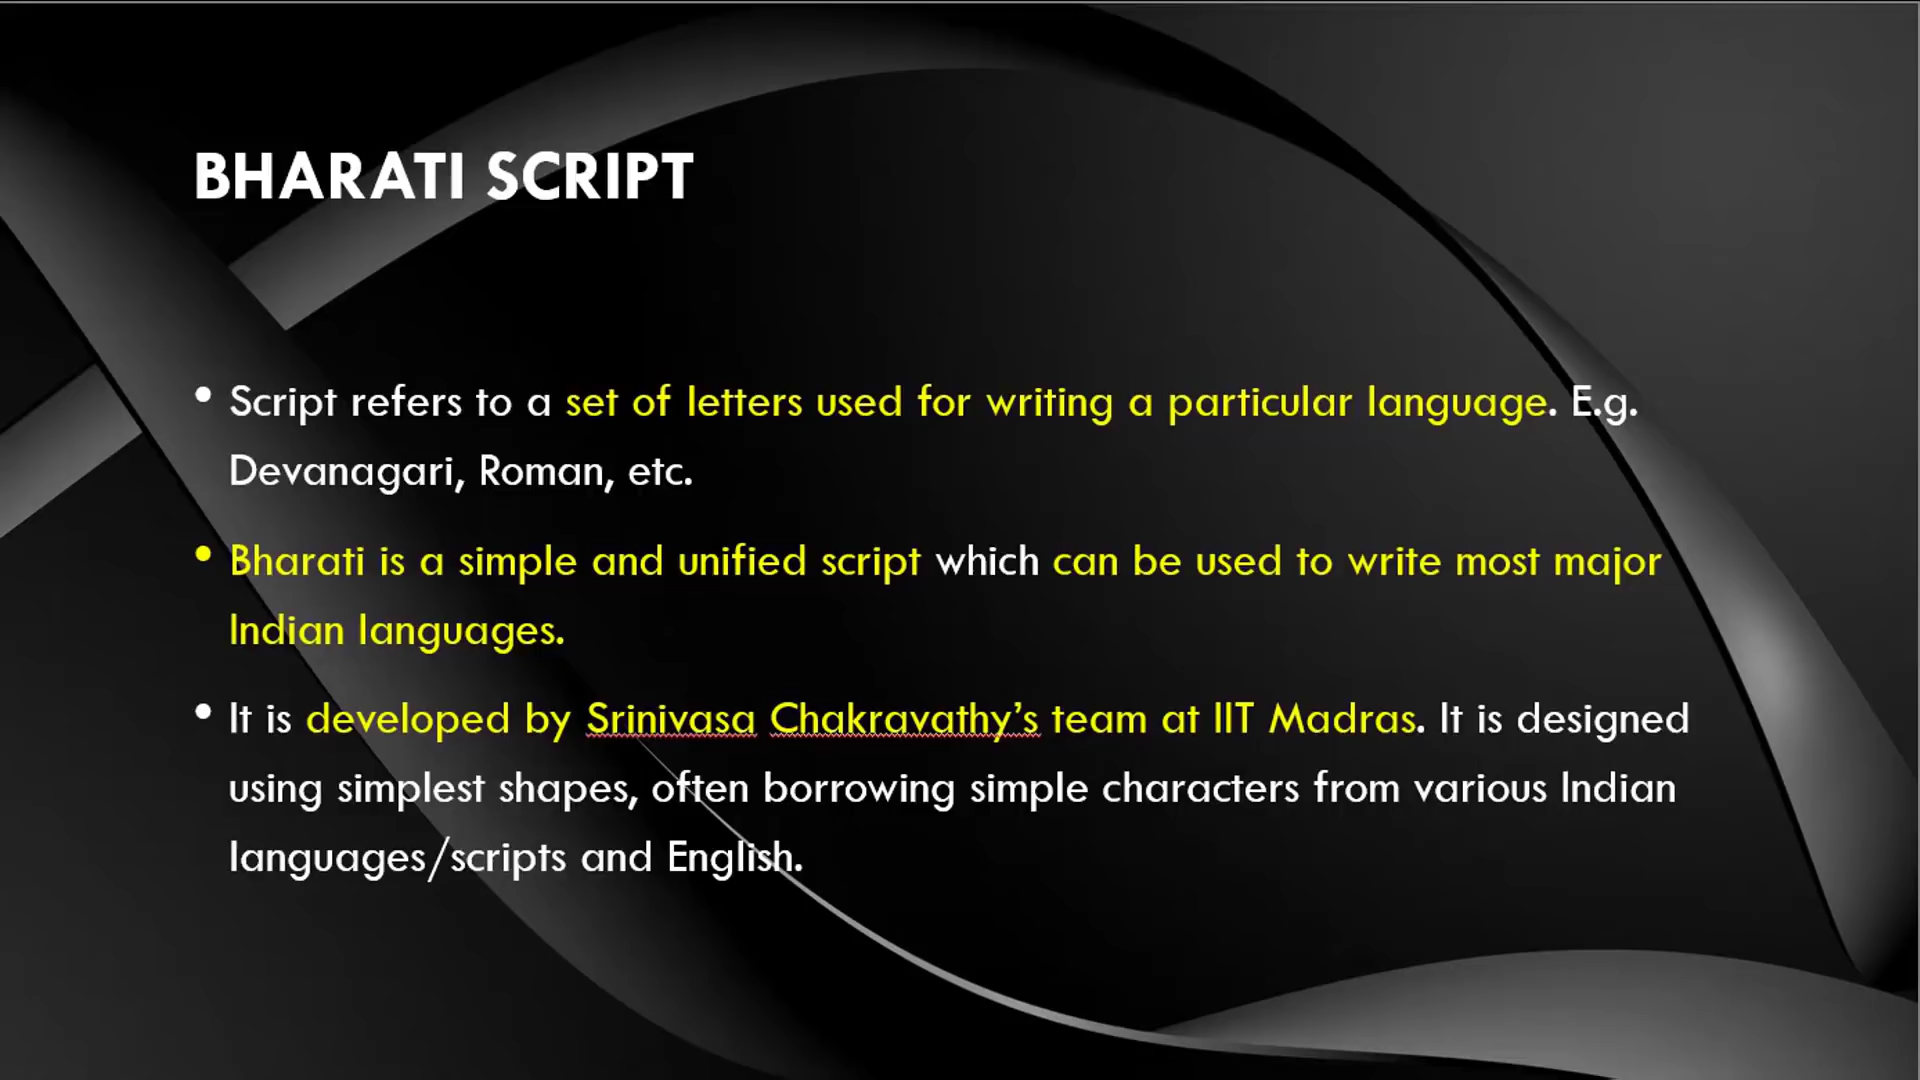 BHARATI SCRIPT
• Script refers to a set of letters used for writing a particular language. E.g.
Devanagari, Roman, etc.
• Bharati is a simple and unified script which can be used to write most major
Indian languages.
• It is developed by Srinivasa Chakravathy’s team at IIT Madras. It is designed
using simplest shapes, often borrowing simple characters from various Indian
languages/scripts and English.